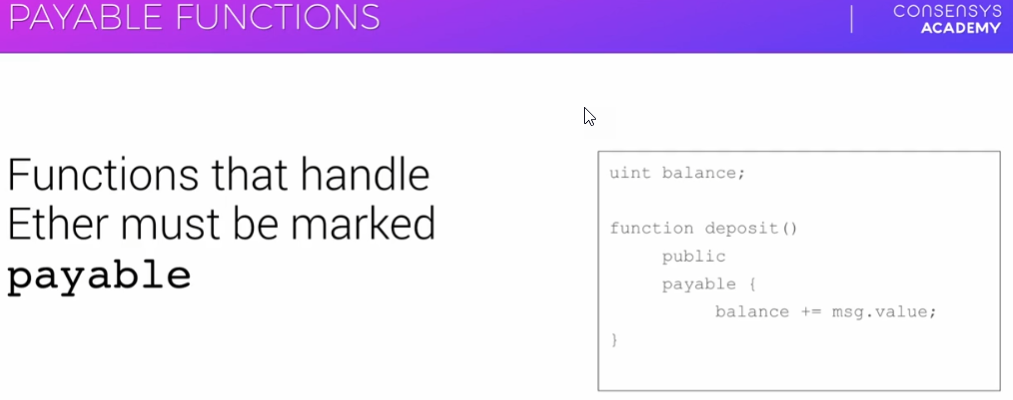 PAYABLE FUNCTIONS
CONSENSYS
ACADEMY
Functions that handle
Ether must be marked
payable
uint balance;
function deposit()
public
payable {
balance += msg.value;
}